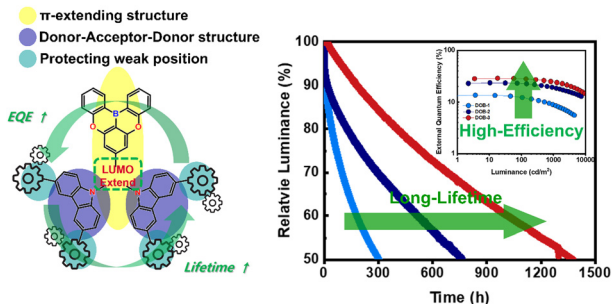 π-extending structure
Donor-Acceptor-Donor structure
Protecting weak position
EQE ↑
B
O
O
LUMO
Extend
N
N
Lifetime ↑
Relatvie Luminance (%)
100
90
80
70
60
50
0
300
600
900
1200
1500
Time (h)
Long-Lifetime
External Quantum Efficiency (%)
100
10
1
1
10
100
1000
10000
Luminance (cd/m²)
DOB-1
DOB-2
DOB-3
High-Efficiency